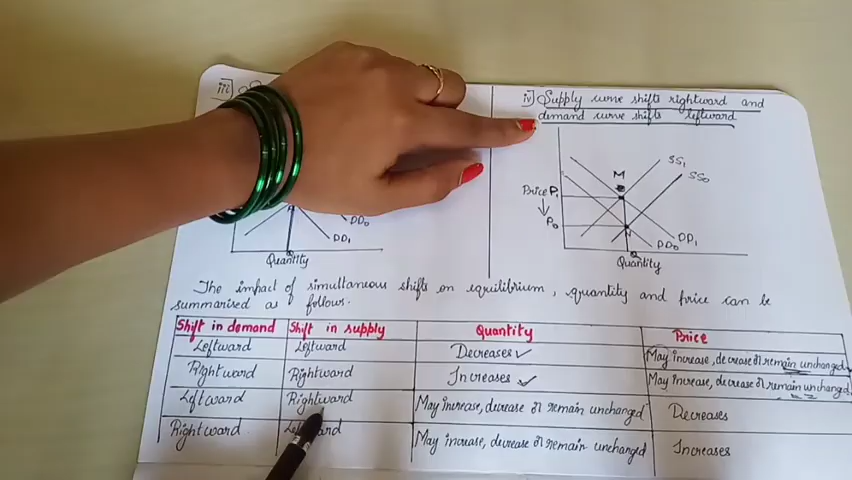 iii]
iv] Supply curve shifts rightward and
demand curve shifts leftward
M
SS1
SS0
Price P1
P0
N
DD1
DD0
Quantity
DD0
DD1
Quantity
The impact of simultaneous shifts on equilibrium, quantity and price can be
summarised as follows.
Shift in demand Shift in supply Quantity Price
Leftward Leftward Decreases May increase, decrease or remain unchanged.
Rightward Rightward Increases May increase, decrease or remain unchanged.
Leftward Rightward May increase, decrease or remain unchanged Decreases
Rightward Leftward May increase, decrease or remain unchanged Increases